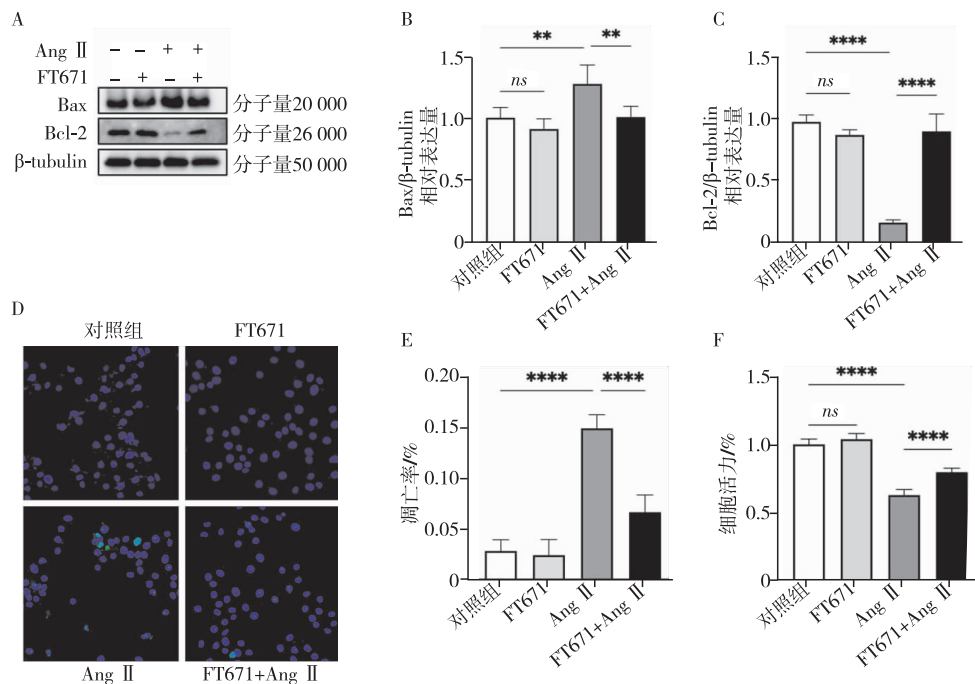 A
Ang Ⅱ − − + +
FT671 − + − +
Bax 分子量20 000
Bcl-2 分子量26 000
β-tubulin 分子量50 000
B
Bax/β-tubulin
相对表达量
1.5
1.0
0.5
0
ns
**
**
对照组
FT671
Ang Ⅱ
FT671+Ang Ⅱ
C
Bcl-2/β-tubulin
相对表达量
1.5
1.0
0.5
0
ns
****
****
对照组
FT671
Ang Ⅱ
FT671+Ang Ⅱ
D
对照组 FT671
Ang Ⅱ FT671+Ang Ⅱ
E
凋亡率/%
0.20
0.15
0.10
0.05
0.00
****
****
对照组
FT671
Ang Ⅱ
FT671+Ang Ⅱ
F
细胞活力/%
1.5
1.0
0.5
0
ns
****
****
对照组
FT671
Ang Ⅱ
FT671+Ang Ⅱ